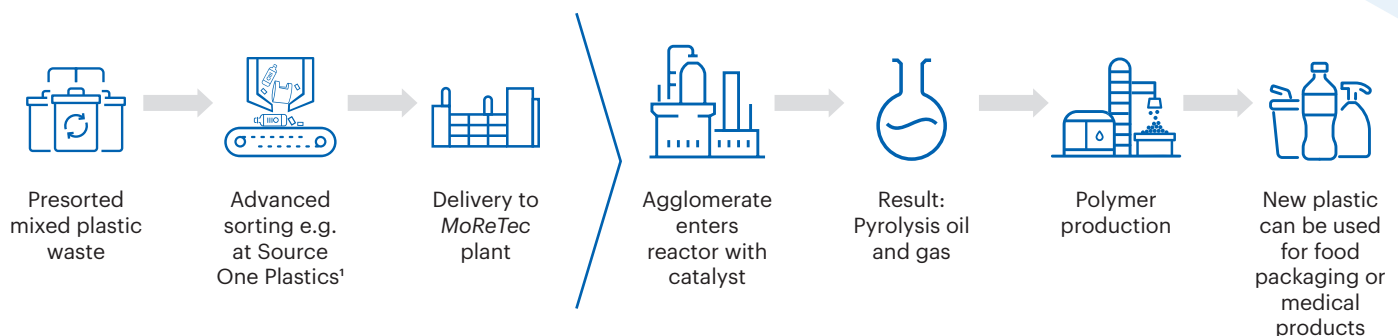 Presorted
mixed plastic
waste
Advanced
sorting e.g.
at Source
One Plastics¹
Delivery to
MoReTec
plant
Agglomerate
enters
reactor with
catalyst
Result:
Pyrolysis oil
and gas
Polymer
production
New plastic
can be used
for food
packaging or
medical
products